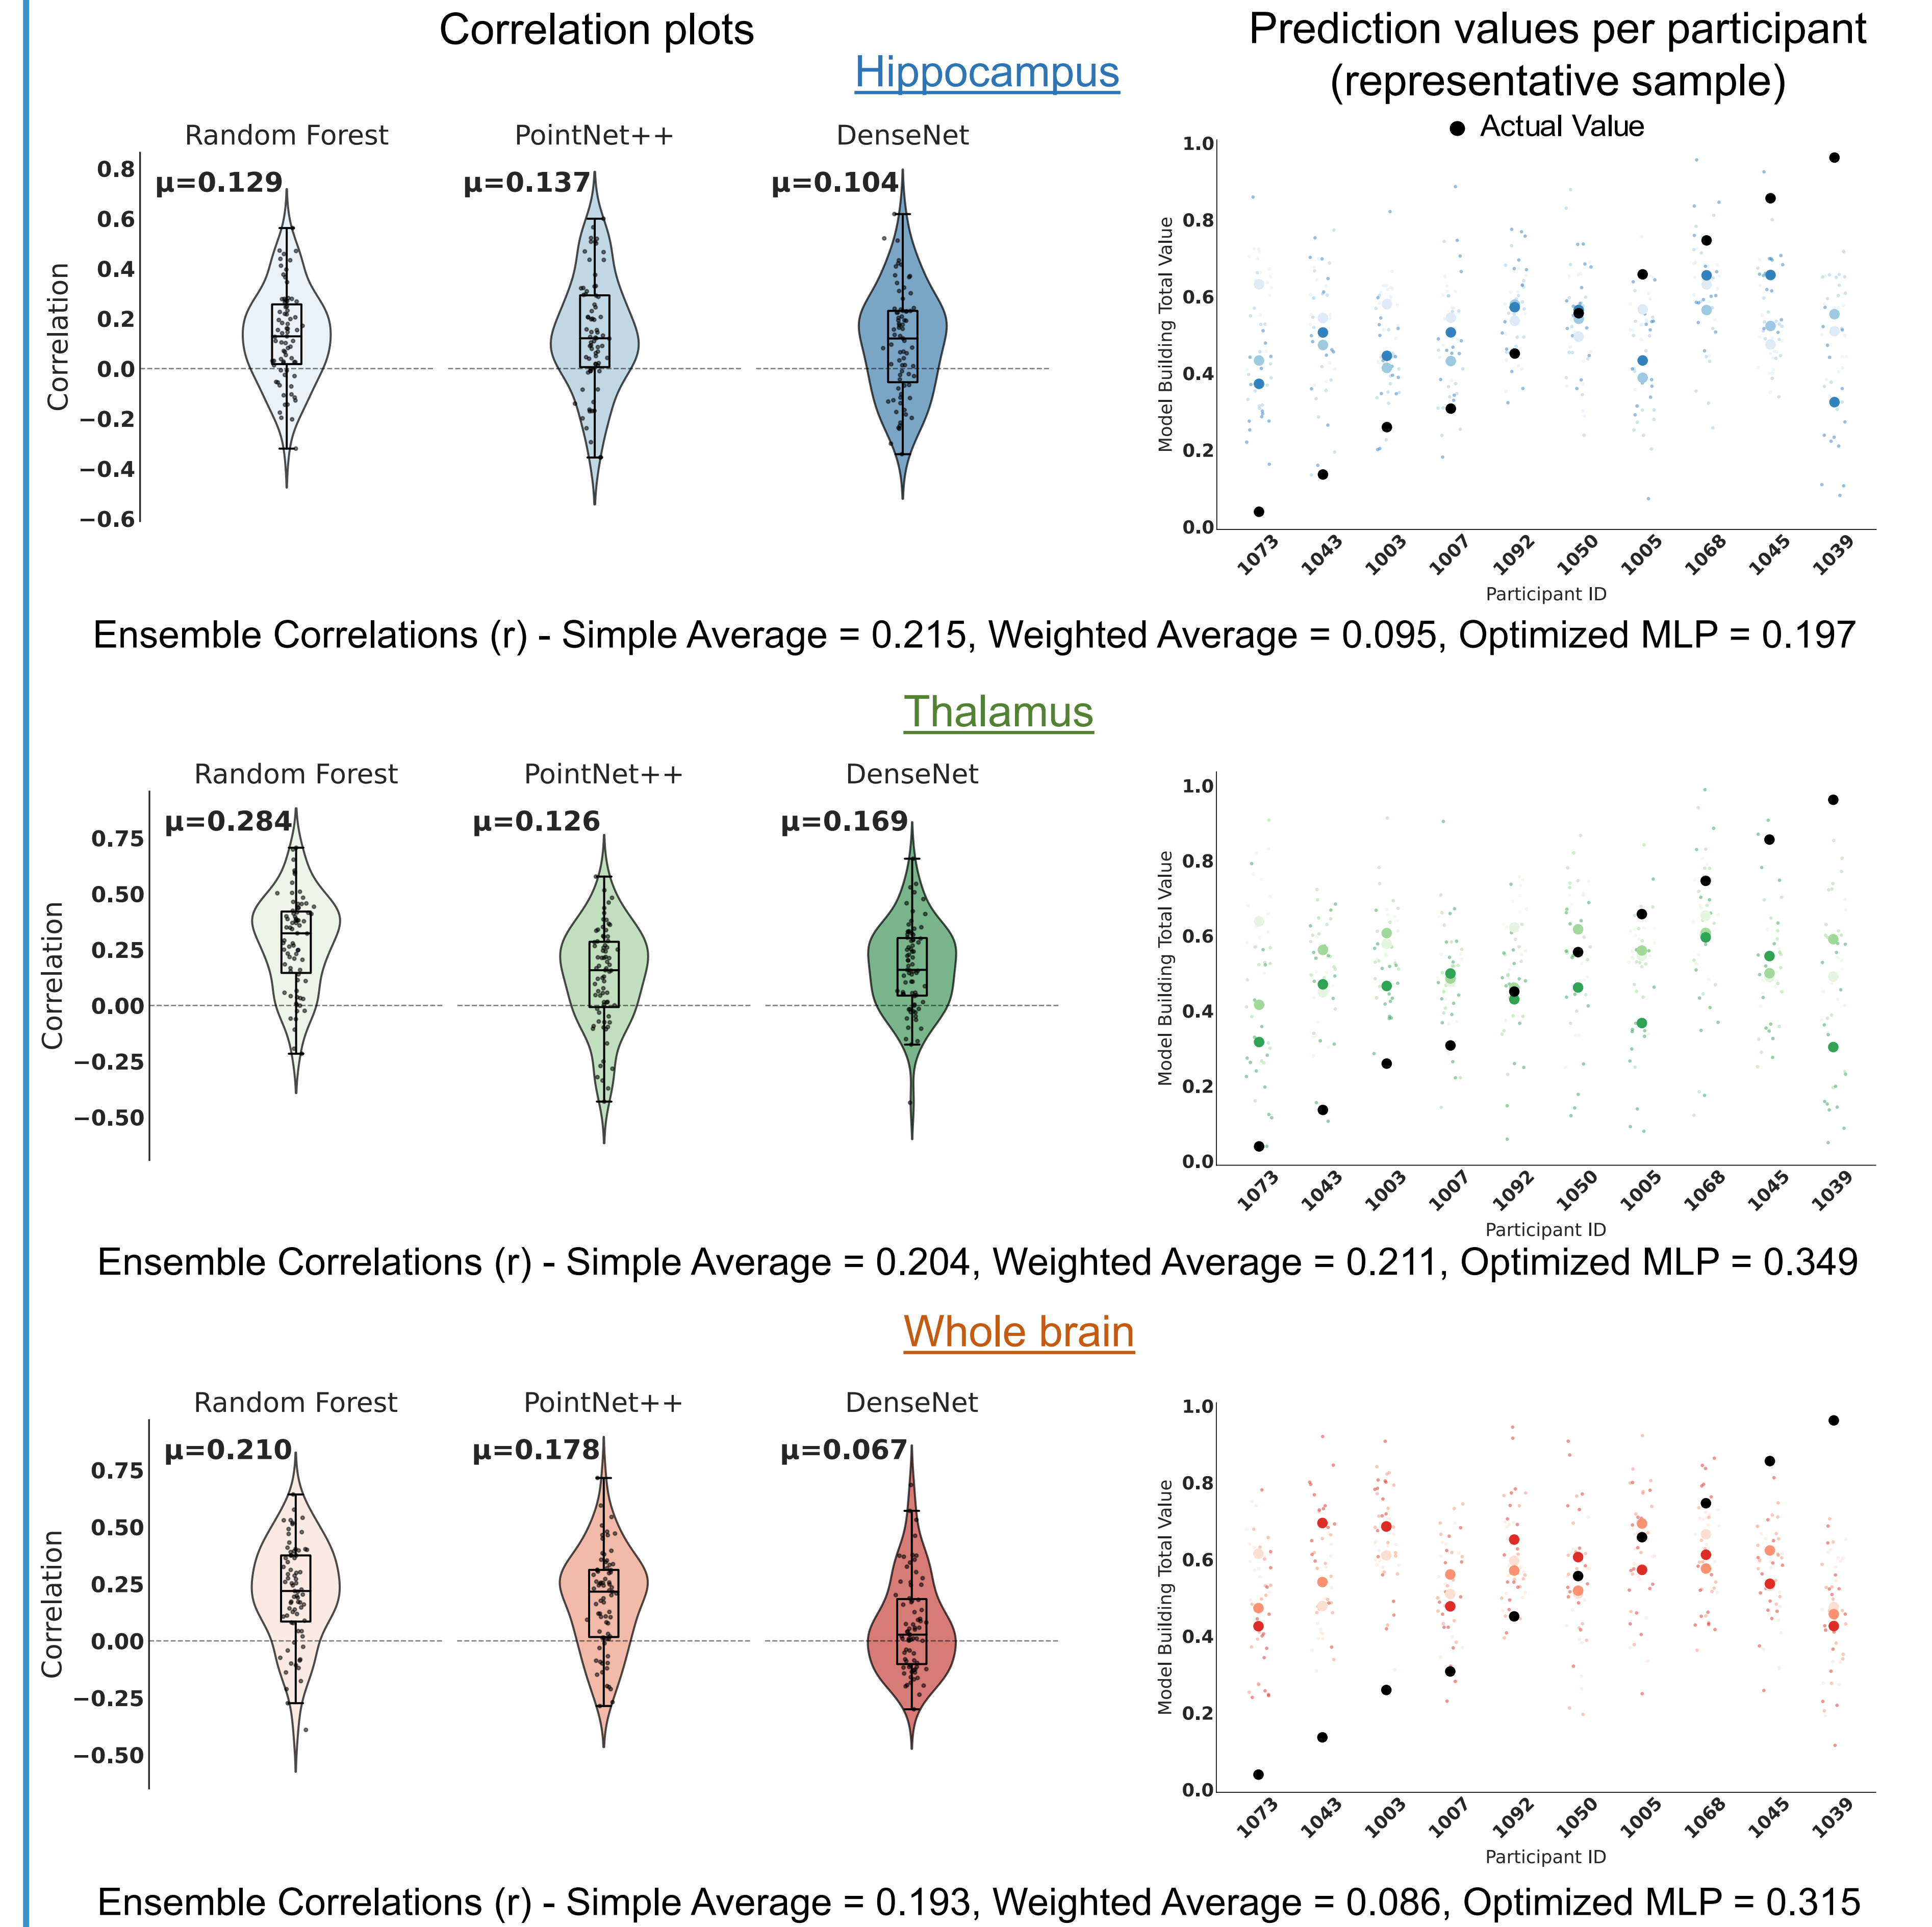 Correlation plots
Prediction values per participant
(representative sample)
Hippocampus
Actual Value
Random Forest
PointNet++
DenseNet
μ=0.129
μ=0.137
μ=0.104
Correlation
0.8
0.6
0.4
0.2
0.0
−0.2
−0.4
−0.6
Model Building Total Value
1.0
0.8
0.6
0.4
0.2
0.0
1073
1043
1003
1007
1092
1050
1005
1068
1045
1039
Participant ID
Ensemble Correlations (r) - Simple Average = 0.215, Weighted Average = 0.095, Optimized MLP = 0.197
Thalamus
Random Forest
PointNet++
DenseNet
μ=0.284
μ=0.126
μ=0.169
Correlation
0.75
0.50
0.25
0.00
−0.25
−0.50
Model Building Total Value
1.0
0.8
0.6
0.4
0.2
0.0
1073
1043
1003
1007
1092
1050
1005
1068
1045
1039
Participant ID
Ensemble Correlations (r) - Simple Average = 0.204, Weighted Average = 0.211, Optimized MLP = 0.349
Whole brain
Random Forest
PointNet++
DenseNet
μ=0.210
μ=0.178
μ=0.067
Correlation
0.75
0.50
0.25
0.00
−0.25
−0.50
Model Building Total Value
1.0
0.8
0.6
0.4
0.2
0.0
1073
1043
1003
1007
1092
1050
1005
1068
1045
1039
Participant ID
Ensemble Correlations (r) - Simple Average = 0.193, Weighted Average = 0.086, Optimized MLP = 0.315